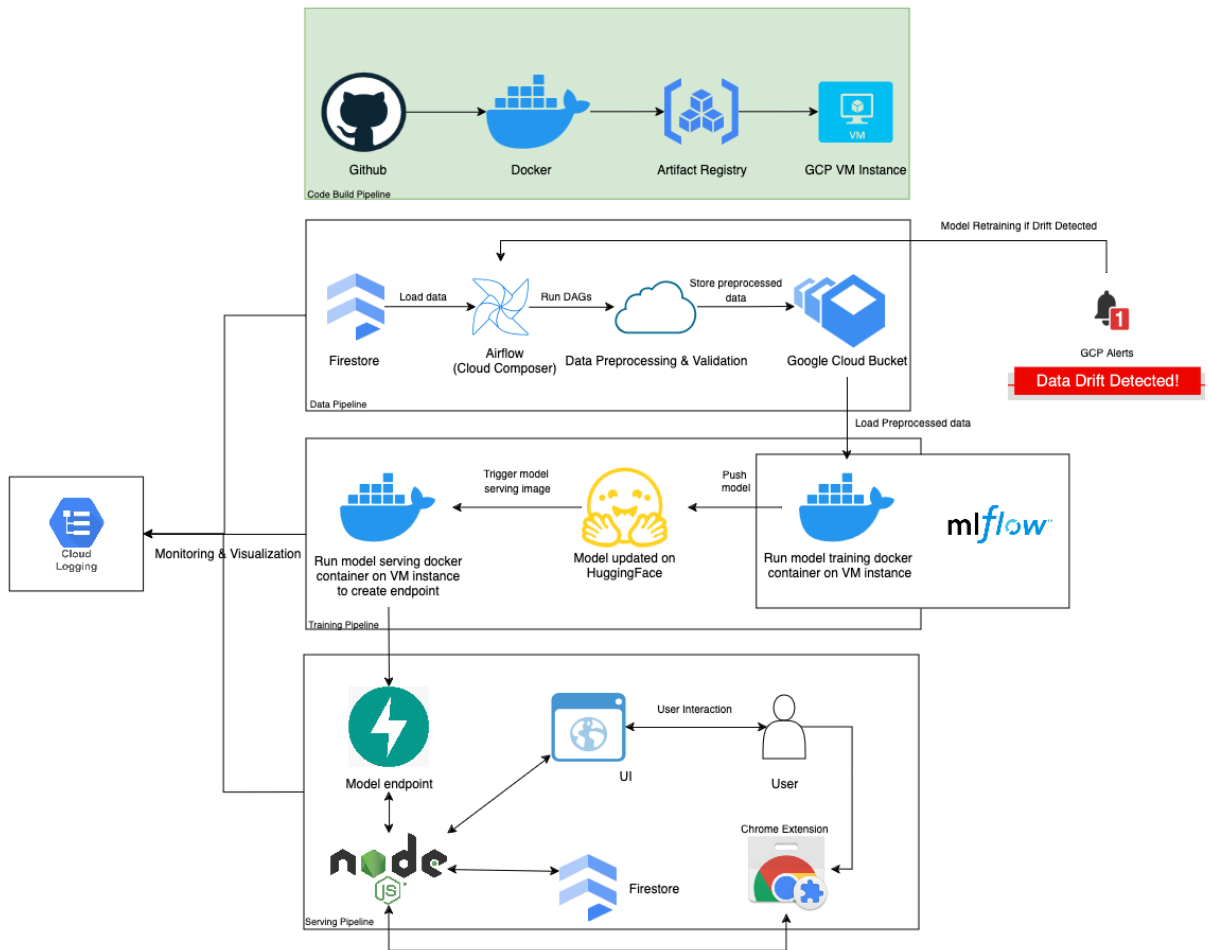 VM
Github
Docker
Artifact Registry
GCP VM Instance
Code Build Pipeline
Model Retraining if Drift Detected
Load data
Run DAGs
Store preprocessed
data
1
Firestore
Airflow
(Cloud Composer)
Data Preprocessing & Validation
Google Cloud Bucket
GCP Alerts
Data Drift Detected!
Data Pipeline
Load Preprocessed data
Trigger model
serving image
Push
model
mlflow™
Cloud
Logging
Monitoring & Visualization
Run model serving docker
container on VM instance
to create endpoint
Model updated on
HuggingFace
Run model training docker
container on VM instance
Training Pipeline
User Interaction
Model endpoint
UI
User
Chrome Extension
node
JS
Firestore
Serving Pipeline